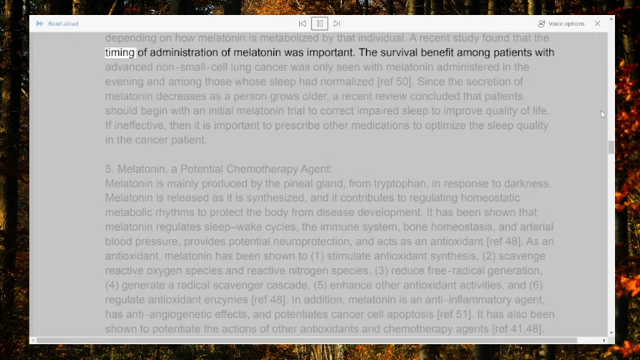 Read aloud
Voice options
depending on how melatonin is metabolized by that individual. A recent study found that the
timing of administration of melatonin was important. The survival benefit among patients with
advanced non-small-cell lung cancer was only seen with melatonin administered in the
evening and among those whose sleep had normalized [ref 50]. Since the secretion of
melatonin decreases as a person grows older, a recent review concluded that patients
should begin with an initial melatonin trial to correct impaired sleep to improve quality of life.
If ineffective, then it is important to prescribe other medications to optimize the sleep quality
in the cancer patient.
5. Melatonin, a Potential Chemotherapy Agent:
Melatonin is mainly produced by the pineal gland, from tryptophan, in response to darkness.
Melatonin is released as it is synthesized, and it contributes to regulating homeostatic
metabolic rhythms to protect the body from disease development. It has been shown that
melatonin regulates sleep–wake cycles, the immune system, bone homeostasis, and arterial
blood pressure, provides potential neuroprotection, and acts as an antioxidant [ref 48]. As an
antioxidant, melatonin has been shown to (1) stimulate antioxidant synthesis, (2) scavenge
reactive oxygen species and reactive nitrogen species, (3) reduce free-radical generation,
(4) generate a radical scavenger cascade, (5) enhance other antioxidant activities, and (6)
regulate antioxidant enzymes [ref 48]. In addition, melatonin is an anti-inflammatory agent,
has anti-angiogenetic effects, and potentiates cancer cell apoptosis [ref 51]. It has also been
shown to potentiate the actions of other antioxidants and chemotherapy agents [ref 41,48].